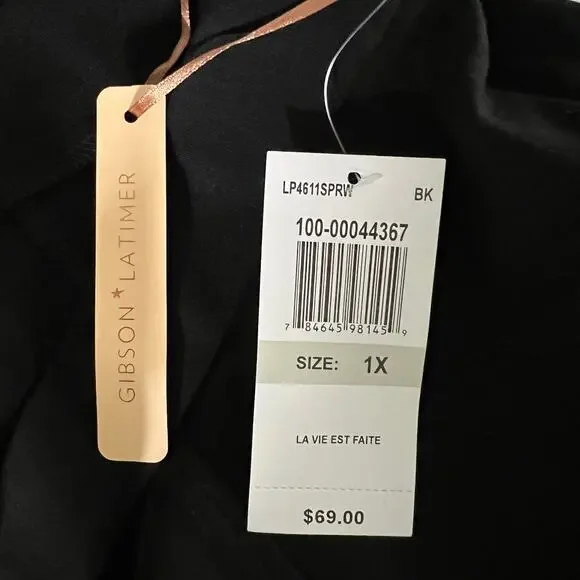 GIBSON * LATIMER
LP4611SPRW
BK
100-00044367
7 84645 98145 9
SIZE: 1X
LA VIE EST FAITE
$69.00